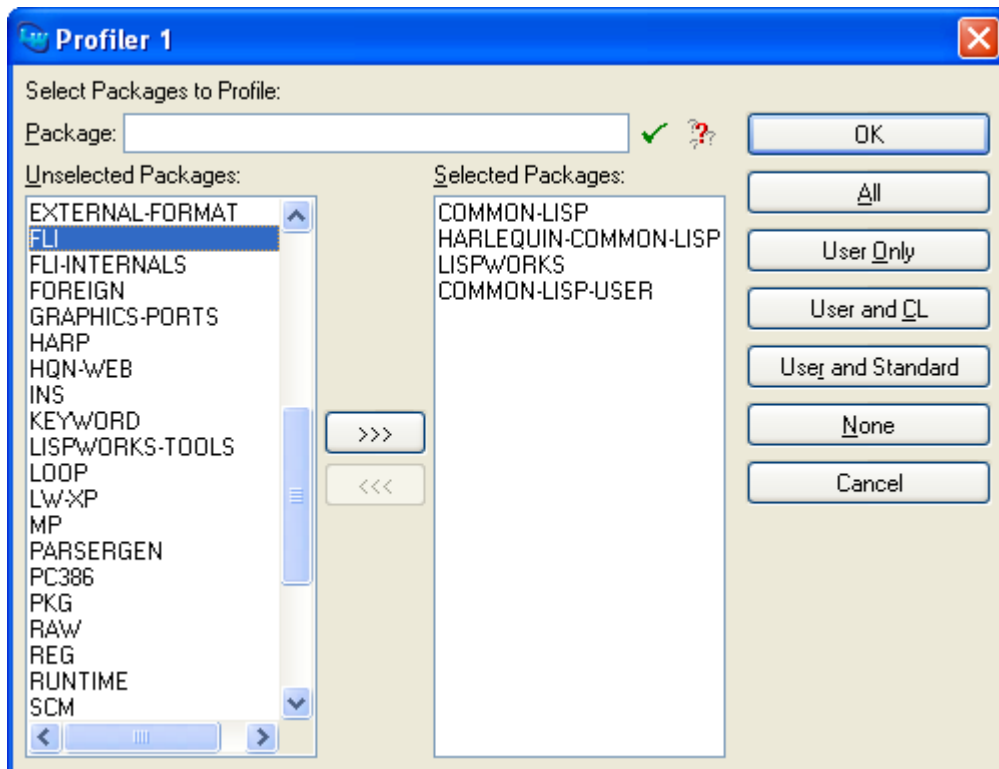 Profiler 1
Select Packages to Profile:
Package:
OK
Unselected Packages:
Selected Packages:
All
EXTERNAL-FORMAT
FLI
FLI-INTERNALS
FOREIGN
GRAPHICS-PORTS
HARP
HQN-WEB
INS
KEYWORD
LISPWORKS-TOOLS
LOOP
LW-XP
MP
PARSERGEN
PC386
PKG
RAW
REG
RUNTIME
SCM
>>>
<<<
COMMON-LISP
HARLEQUIN-COMMON-LISP
LISPWORKS
COMMON-LISP-USER
User Only
User and CL
User and Standard
None
Cancel